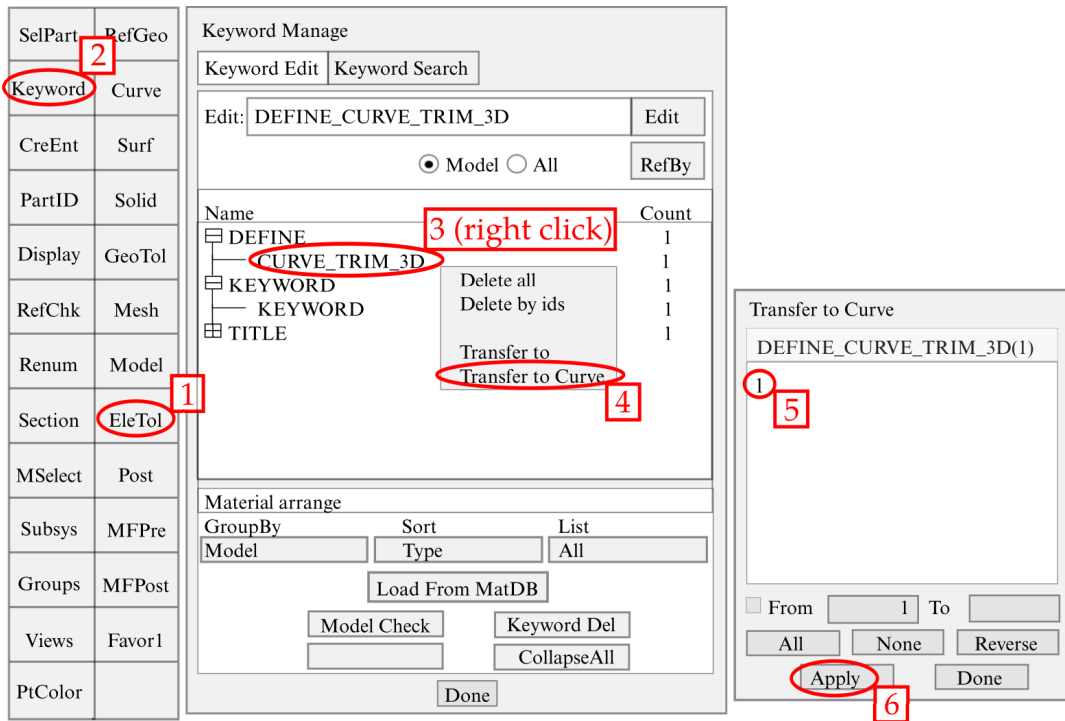 SelPart RefGeo
2
Keyword Curve
CreEnt Surf
PartID Solid
Display GeoTol
RefChk Mesh
Renum Model
1
Section EleTol
MSelect Post
Subsys MFPre
Groups MFPost
Views Favor1
PtColor
Keyword Manage
Keyword Edit Keyword Search
Edit: DEFINE_CURVE_TRIM_3D Edit
Model All RefBy
Name Count
3 (right click)
DEFINE 1
CURVE_TRIM_3D 1
KEYWORD 1
KEYWORD 1
TITLE 1
Delete all
Delete by ids
Transfer to
Transfer to Curve
4
Material arrange
GroupBy Sort List
Model Type All
Load From MatDB
Model Check Keyword Del
CollapseAll
Done
Transfer to Curve
DEFINE_CURVE_TRIM_3D(1)
1
5
From 1 To
All None Reverse
Apply Done
6